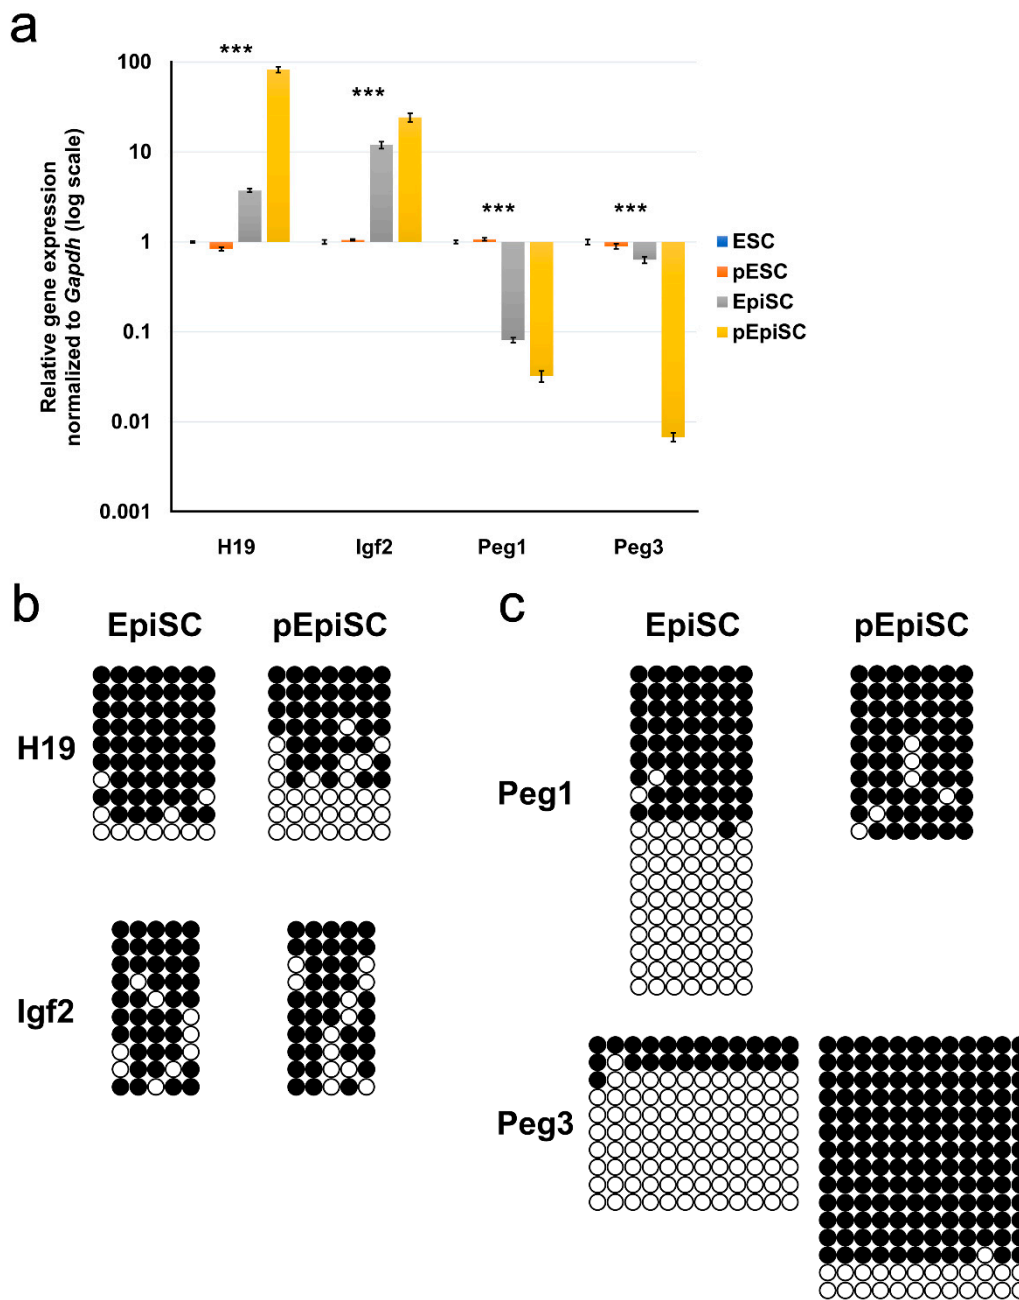 a
***
***
***
***
100
10
1
0.1
0.01
0.001
Relative gene expression
normalized to Gapdh (log scale)
H19
Igf2
Peg1
Peg3
ESC
pESC
EpiSC
pEpiSC
b
EpiSC
pEpiSC
H19
Igf2
c
EpiSC
pEpiSC
Peg1
Peg3